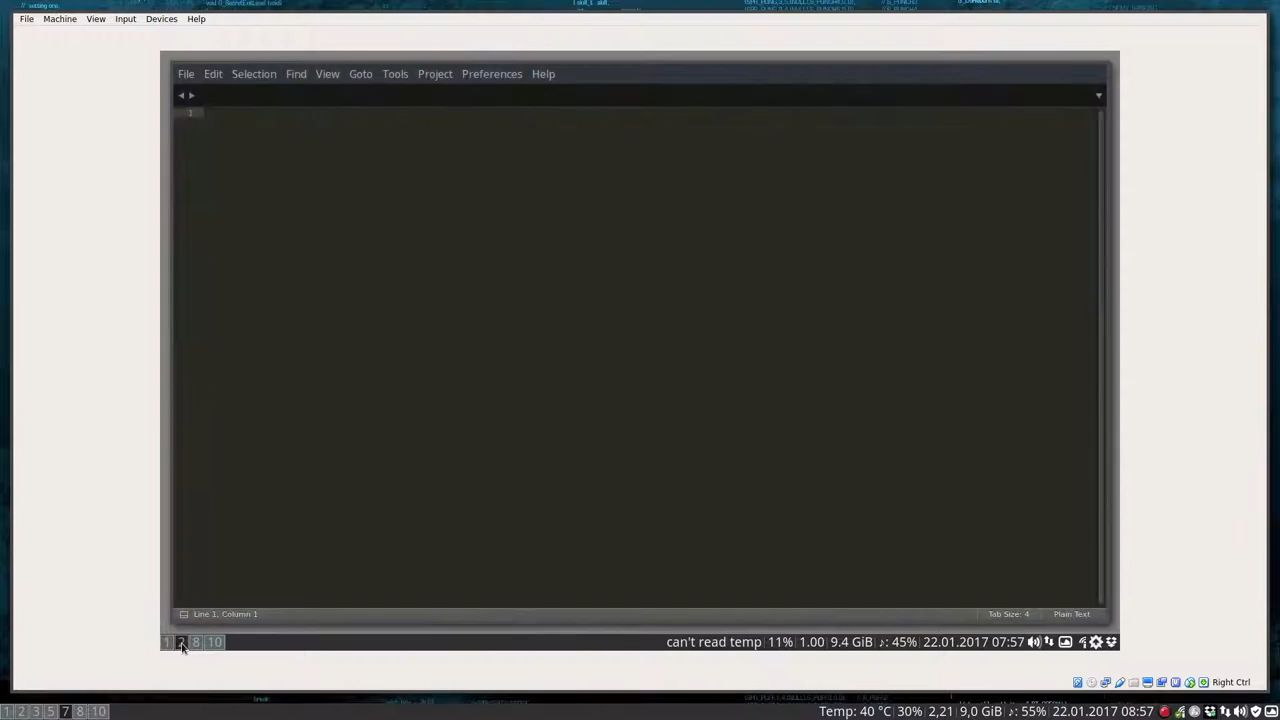 File Machine View Input Devices Help
File Edit Selection Find View Goto Tools Project Preferences Help
1
Line 1, Column 1 Tab Size: 4 Plain Text
1 2 8 10 can't read temp 11% 1.00 9.4 GiB ♪: 45% 22.01.2017 07:57
Right Ctrl
1 2 3 5 7 8 10 Temp: 40 °C 30% 2,21 9,0 GiB ♪: 55% 22.01.2017 08:57